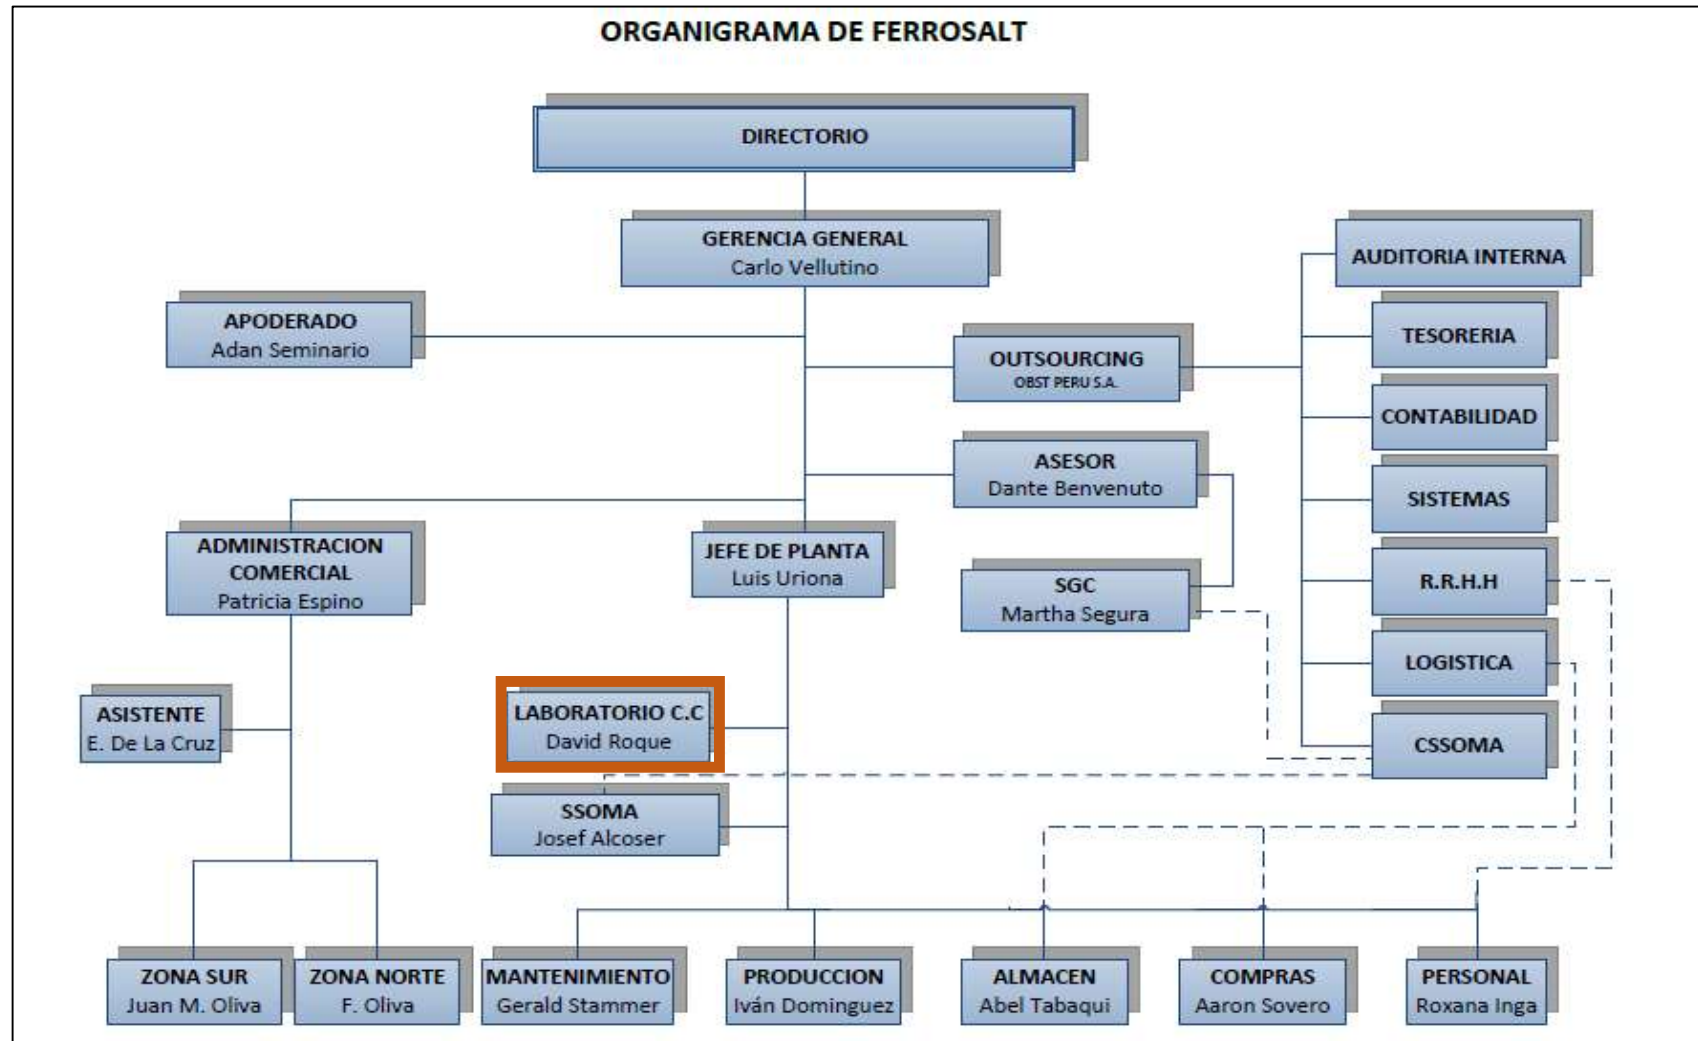 ORGANIGRAMA DE FERROSALT
DIRECTORIO
GERENCIA GENERAL
Carlo Vellutino
AUDITORIA INTERNA
APODERADO
Adan Seminario
TESORERIA
OUTSOURCING
OBST PERU S.A.
CONTABILIDAD
ASESOR
Dante Benvenuto
SISTEMAS
ADMINISTRACION
COMERCIAL
Patricia Espino
JEFE DE PLANTA
Luis Uriona
SGC
Martha Segura
R.R.H.H
LOGISTICA
ASISTENTE
E. De La Cruz
LABORATORIO C.C
David Roque
CSSOMA
SSOMA
Josef Alcoser
ZONA SUR
Juan M. Oliva
ZONA NORTE
F. Oliva
MANTENIMIENTO
Gerald Stammer
PRODUCCION
Iván Dominguez
ALMACEN
Abel Tabaqui
COMPRAS
Aaron Sovero
PERSONAL
Roxana Inga